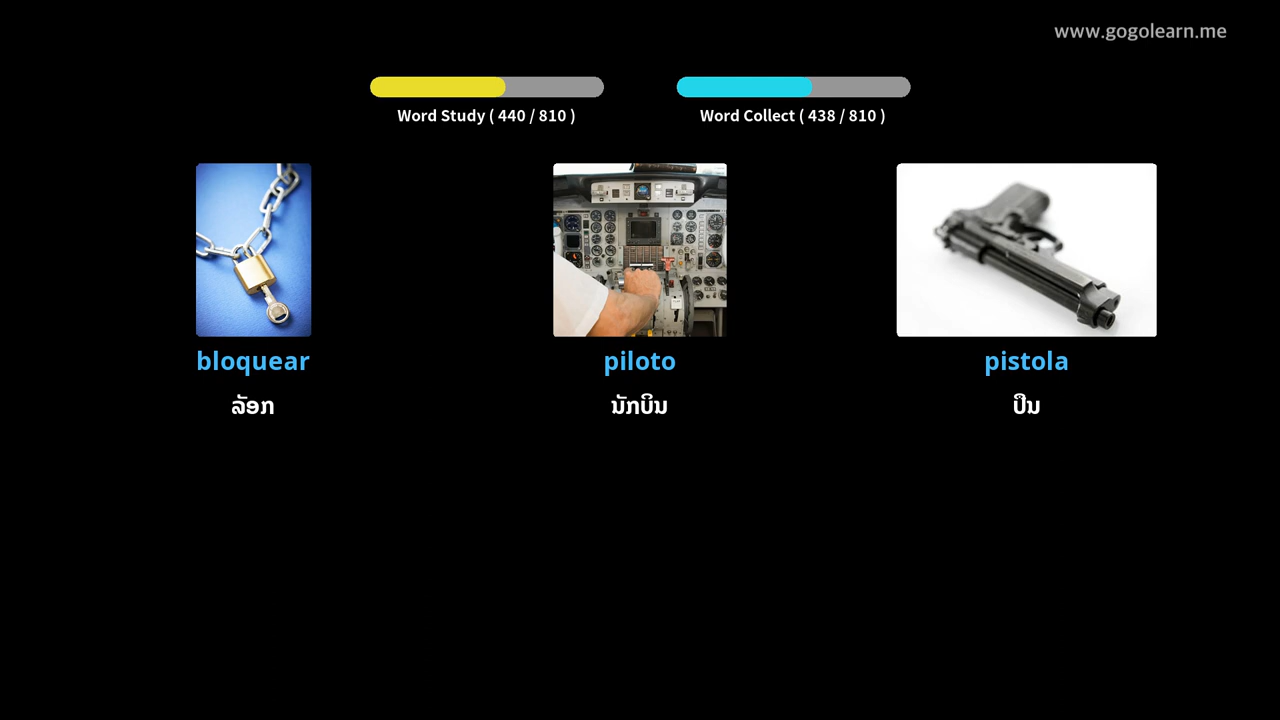 www.gogolearn.me
Word Study ( 440 / 810 )
Word Collect ( 438 / 810 )
bloquear
piloto
pistola
ລັອກ
ນັກບິນ
ປືນ